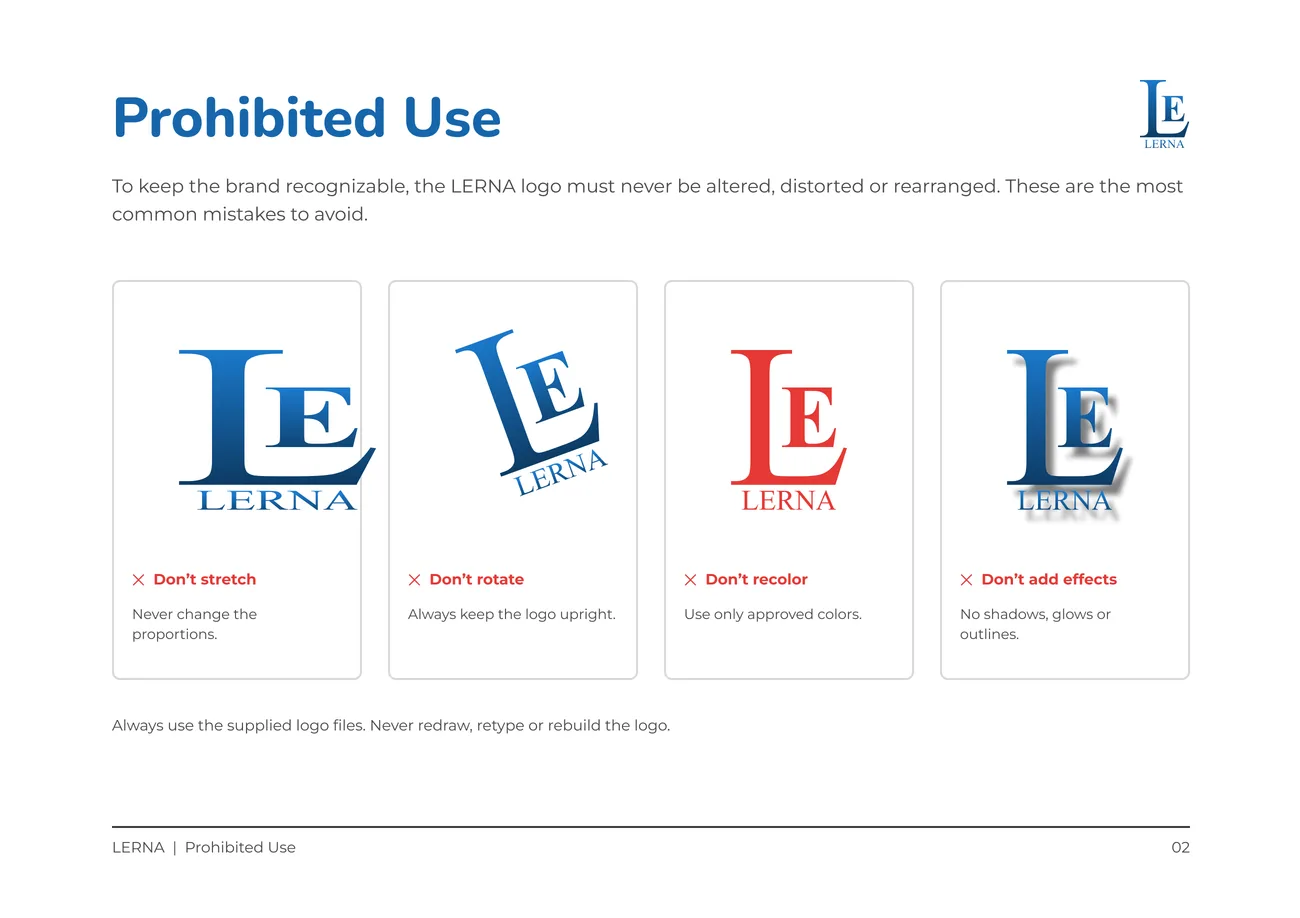 Prohibited Use
LE
LERNA
To keep the brand recognizable, the LERNA logo must never be altered, distorted or rearranged. These are the most
common mistakes to avoid.
LE
LERNA
Don’t stretch
Never change the
proportions.
LE
LERNA
Don’t rotate
Always keep the logo upright.
LE
LERNA
Don’t recolor
Use only approved colors.
LE
LERNA
Don’t add effects
No shadows, glows or
outlines.
Always use the supplied logo files. Never redraw, retype or rebuild the logo.
LERNA | Prohibited Use
02